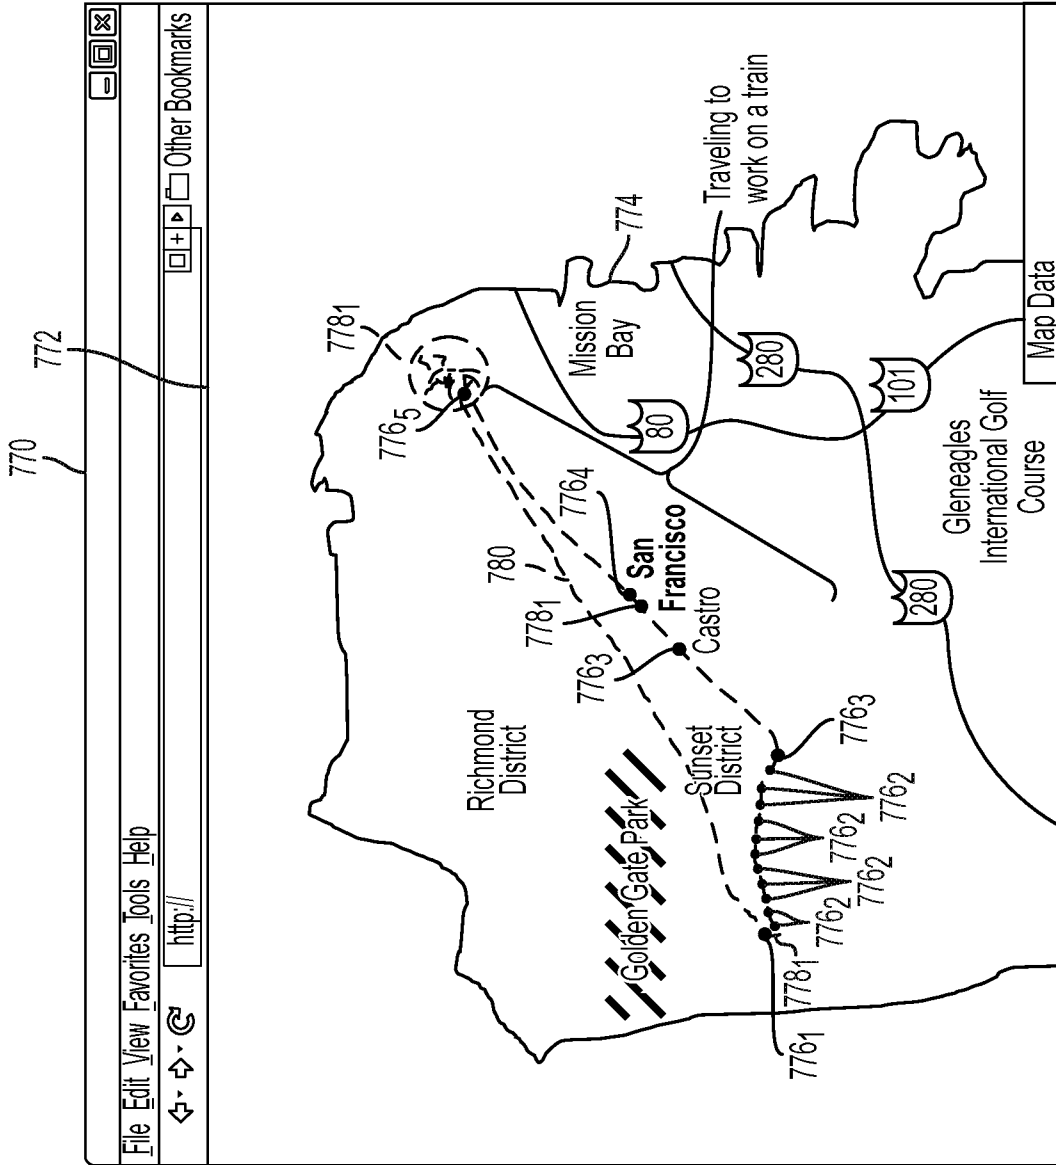 770
772
File Edit View Favorites Tools Help
http://
Other Bookmarks
7781
7765
774
Mission
Bay
Traveling to
work on a train
780
7764
7781
San
Francisco
7763
Castro
80
280
101
280
Richmond
District
Golden Gate Park
Sunset
District
7763
7762
7762
7762
7762
7781
7761
Gleneagles
International Golf
Course
Map Data